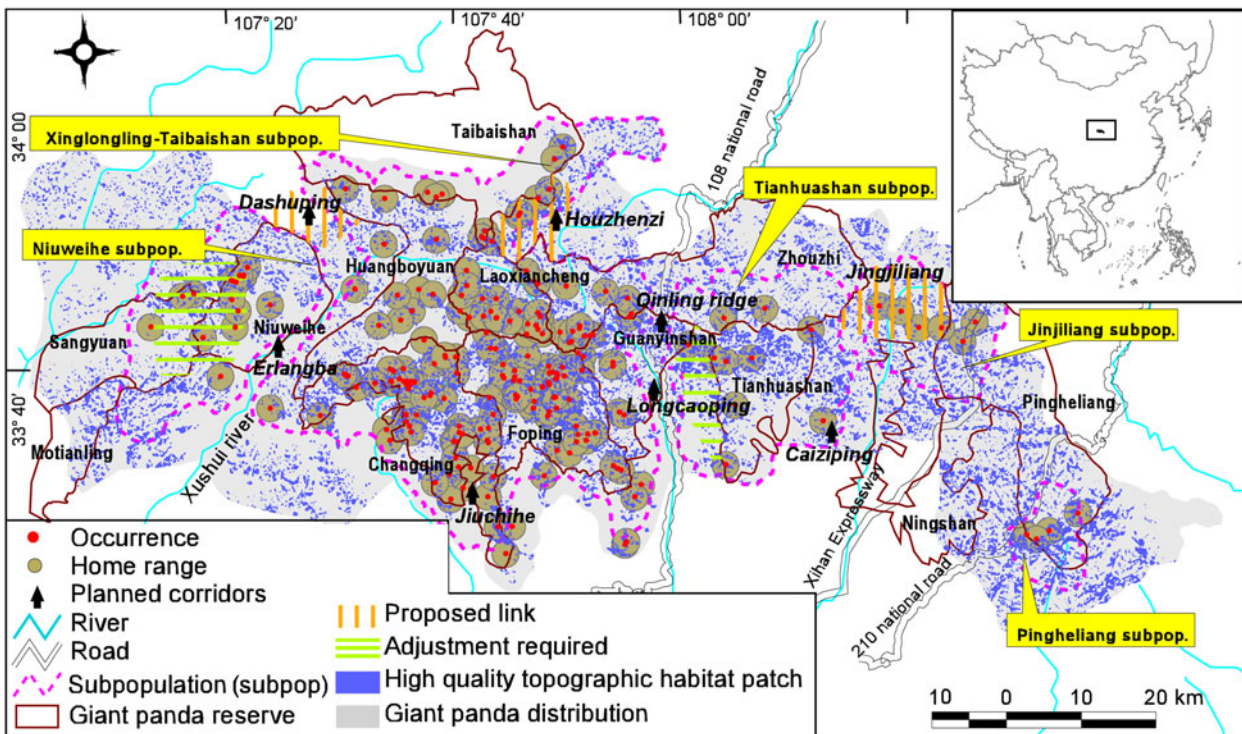 107° 20'
107° 40'
108° 00'
34° 00'
33° 40'
Xinglongling-Taibaishan subpop.
Taibaishan
108 national road
Tianhuashan subpop.
Dashuping
Houzhenzi
Niuweihe subpop.
Huangboyuan
Laoxiancheng
Zhouzhi
Jingjiliang
Qinling ridge
Jinjiliang subpop.
Sangyuan
Niuweihe
Guanyinshan
Erlangba
Tianhuashan
Longcaoping
Pingheliang
Motianling
Xushui river
Changqing
Foping
Caiziping
Jiuchihe
Xihan Expressway
Ningshan
210 national road
Pingheliang subpop.
Occurrence
Home range
Planned corridors
River
Road
Subpopulation (subpop)
Giant panda reserve
Proposed link
Adjustment required
High quality topographic habitat patch
Giant panda distribution
10 0 10 20 km